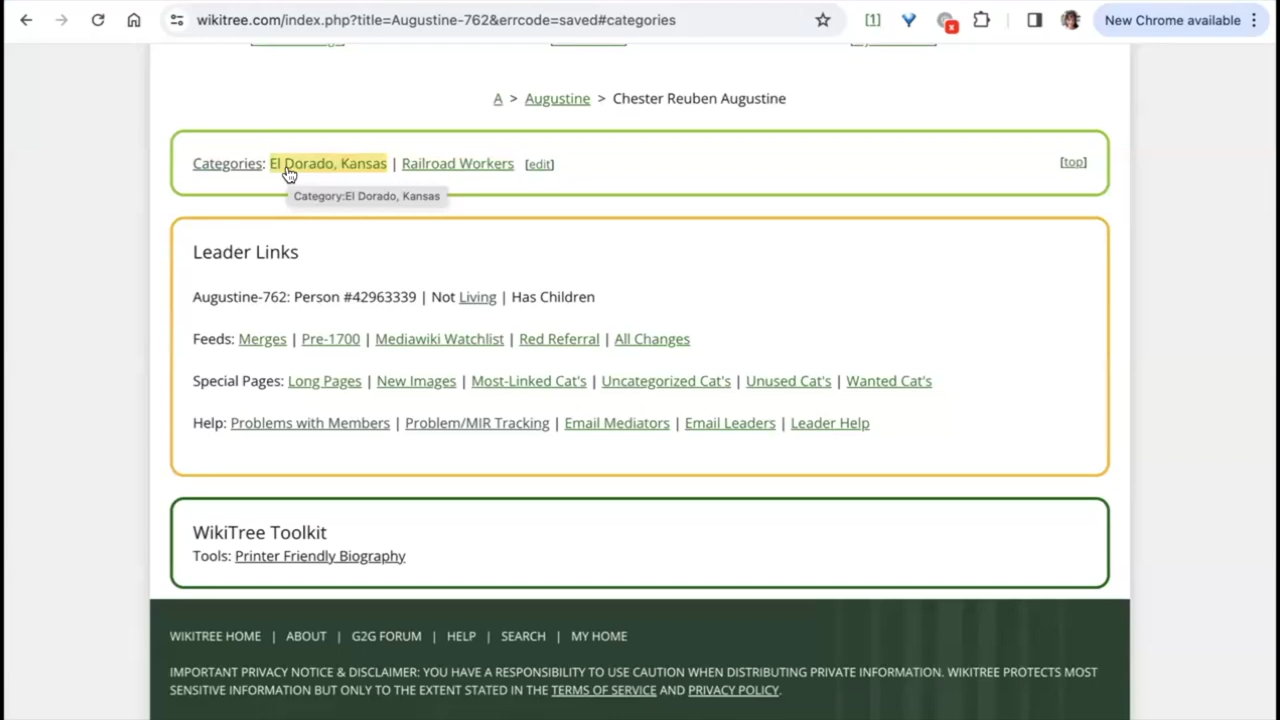 wikitree.com/index.php?title=Augustine-762&errcode=saved#categories
[1]
New Chrome available
A > Augustine > Chester Reuben Augustine
Categories: El Dorado, Kansas | Railroad Workers [edit]
[top]
Category:El Dorado, Kansas
Leader Links
Augustine-762: Person #42963339 | Not Living | Has Children
Feeds: Merges | Pre-1700 | Mediawiki Watchlist | Red Referral | All Changes
Special Pages: Long Pages | New Images | Most-Linked Cat's | Uncategorized Cat's | Unused Cat's | Wanted Cat's
Help: Problems with Members | Problem/MIR Tracking | Email Mediators | Email Leaders | Leader Help
WikiTree Toolkit
Tools: Printer Friendly Biography
WIKITREE HOME | ABOUT | G2G FORUM | HELP | SEARCH | MY HOME
IMPORTANT PRIVACY NOTICE & DISCLAIMER: YOU HAVE A RESPONSIBILITY TO USE CAUTION WHEN DISTRIBUTING PRIVATE INFORMATION. WIKITREE PROTECTS MOST
SENSITIVE INFORMATION BUT ONLY TO THE EXTENT STATED IN THE TERMS OF SERVICE AND PRIVACY POLICY.